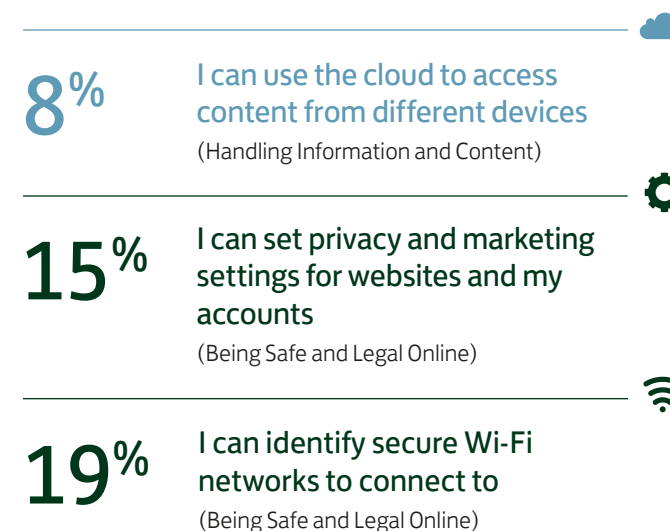 8%
I can use the cloud to access
content from different devices
(Handling Information and Content)
15%
I can set privacy and marketing
settings for websites and my
accounts
(Being Safe and Legal Online)
19%
I can identify secure Wi-Fi
networks to connect to
(Being Safe and Legal Online)